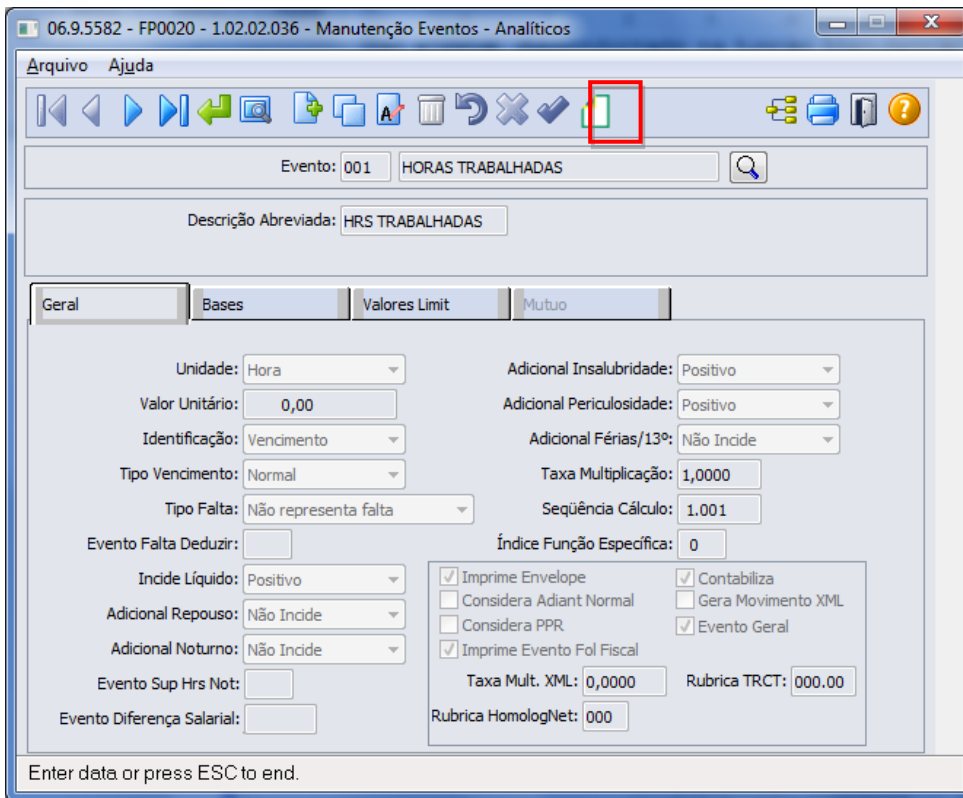 06.9.5582 - FP0020 - 1.02.02.036 - Manutenção Eventos - Analíticos
Arquivo Ajuda
Evento: 001 HORAS TRABALHADAS
Descrição Abreviada: HRS TRABALHADAS
Geral Bases Valores Limit Mutuo
Unidade: Hora Adicional Insalubridade: Positivo
Valor Unitário: 0,00 Adicional Periculosidade: Positivo
Identificação: Vencimento Adicional Férias/13º: Não Incide
Tipo Vencimento: Normal Taxa Multiplicação: 1,0000
Tipo Falta: Não representa falta Seqüência Cálculo: 1.001
Evento Falta Deduzir: Índice Função Específica: 0
Incide Líquido: Positivo Imprime Envelope Contabiliza
Considera Adiant Normal Gera Movimento XML
Adicional Repouso: Não Incide Considera PPR Evento Geral
Adicional Noturno: Não Incide Imprime Evento Fol Fiscal
Evento Sup Hrs Not: Taxa Mult. XML: 0,0000 Rubrica TRCT: 000.00
Evento Diferença Salarial: Rubrica HomologNet: 000
Enter data or press ESC to end.